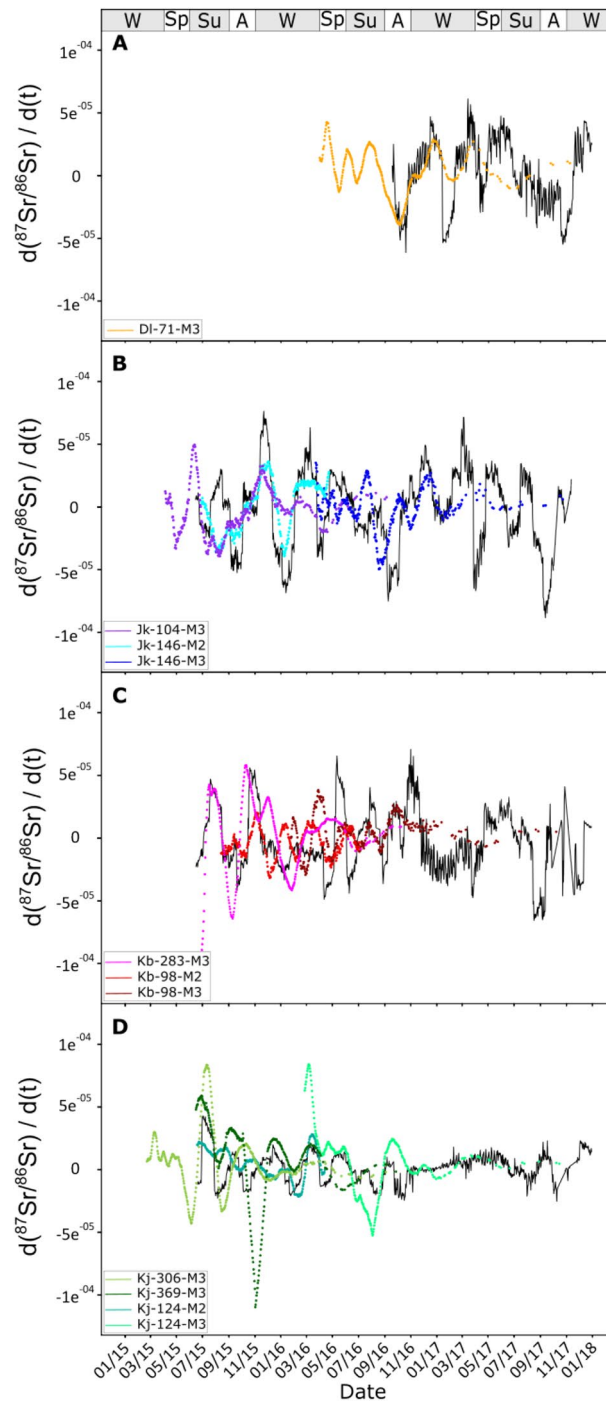 W Sp Su A W Sp Su A W Sp Su A W
A
1e⁻⁰⁴
5e⁻⁰⁵
0
-5e⁻⁰⁵
-1e⁻⁰⁴
d(⁸⁷Sr/⁸⁶Sr) / d(t)
Dl-71-M3
B
1e⁻⁰⁴
5e⁻⁰⁵
0
-5e⁻⁰⁵
-1e⁻⁰⁴
d(⁸⁷Sr/⁸⁶Sr) / d(t)
Jk-104-M3
Jk-146-M2
Jk-146-M3
C
1e⁻⁰⁴
5e⁻⁰⁵
0
-5e⁻⁰⁵
-1e⁻⁰⁴
d(⁸⁷Sr/⁸⁶Sr) / d(t)
Kb-283-M3
Kb-98-M2
Kb-98-M3
D
1e⁻⁰⁴
5e⁻⁰⁵
0
-5e⁻⁰⁵
-1e⁻⁰⁴
d(⁸⁷Sr/⁸⁶Sr) / d(t)
Kj-306-M3
Kj-369-M3
Kj-124-M2
Kj-124-M3
01/15 03/15 05/15 07/15 09/15 11/15 01/16 03/16 05/16 07/16 09/16 11/16 01/17 03/17 05/17 07/17 09/17 11/17 01/18
Date